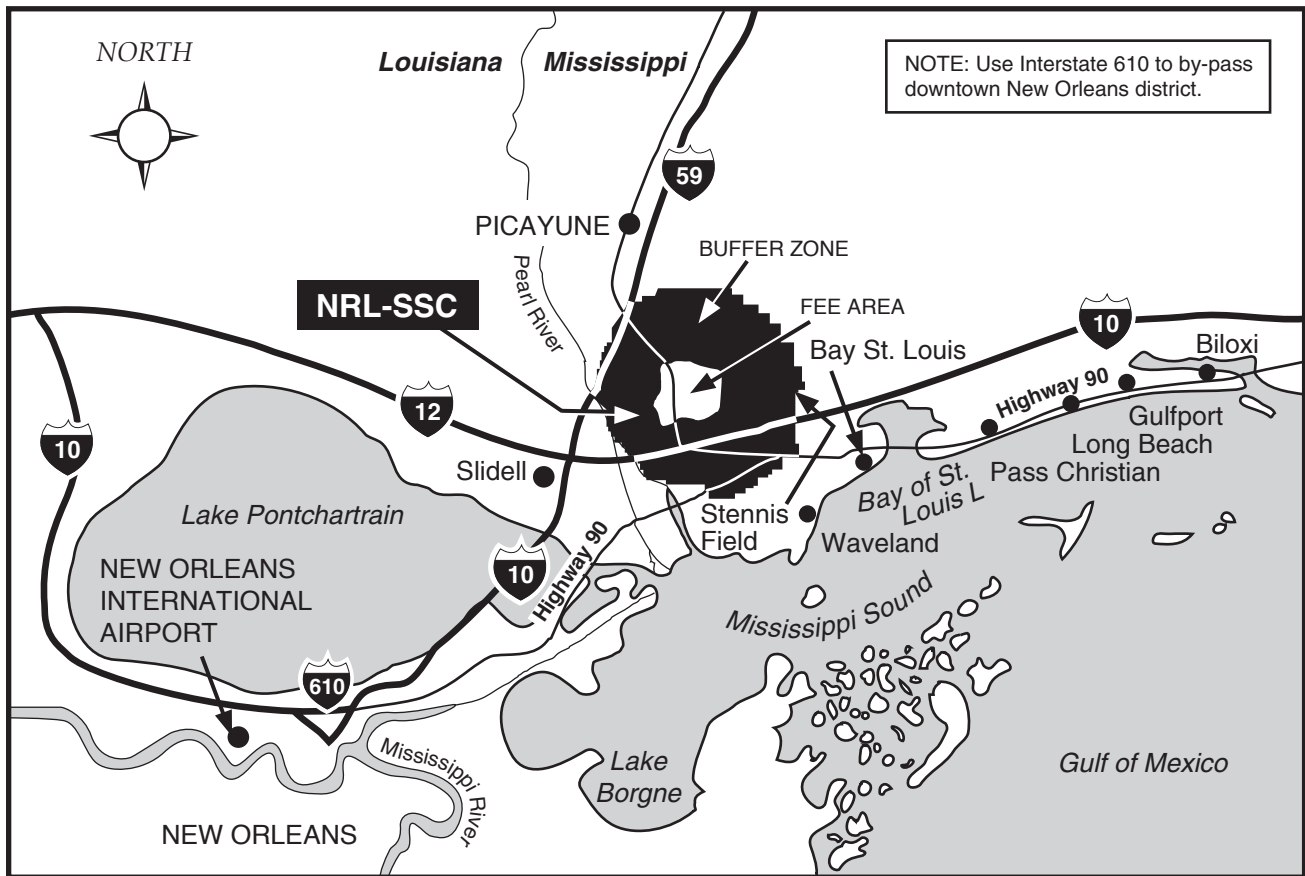 NORTH
Louisiana
Mississippi
NOTE: Use Interstate 610 to by-pass
downtown New Orleans district.
59
PICAYUNE
BUFFER ZONE
Pearl River
NRL-SSC
FEE AREA
10
Bay St. Louis
Biloxi
Highway 90
12
10
Gulfport
Long Beach
Slidell
Pass Christian
Bay of St.
Louis L
Lake Pontchartrain
Stennis
Field
Waveland
10
Highway 90
NEW ORLEANS
INTERNATIONAL
AIRPORT
Mississippi Sound
610
Mississippi River
Lake
Borgne
Gulf of Mexico
NEW ORLEANS